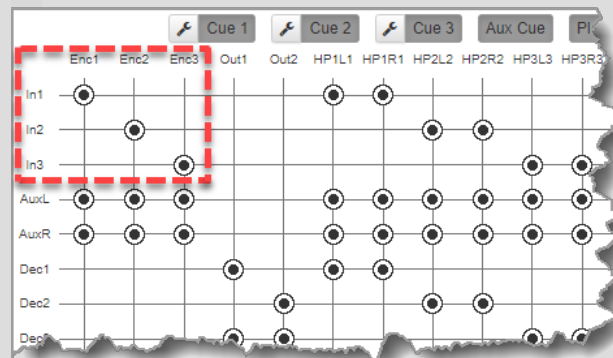 Cue 1 Cue 2 Cue 3 Aux Cue
Enc1 Enc2 Enc3 Out1 Out2 HP1L1 HP1R1 HP2L2 HP2R2 HP3L3 HP3R3
In1
In2
In3
AuxL
AuxR
Dec1
Dec2